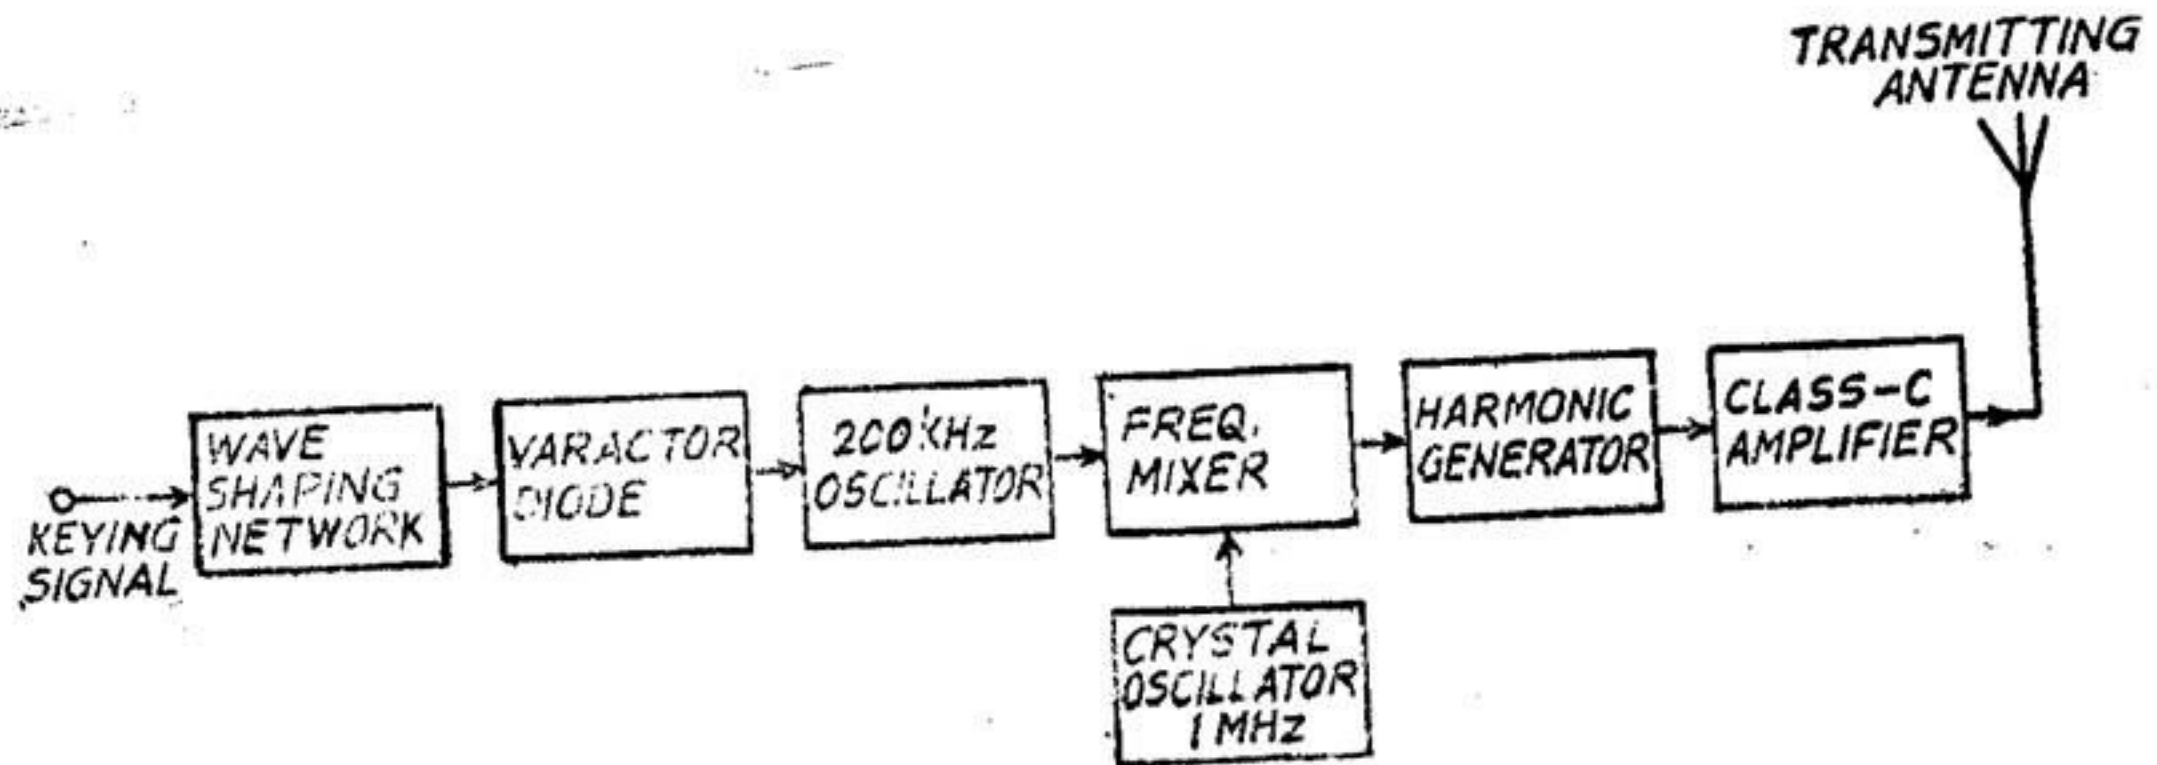 TRANSMITTING
ANTENNA
KEYING
SIGNAL
WAVE
SHAPING
NETWORK
VARACTOR
DIODE
200 kHz
OSCILLATOR
FREQ.
MIXER
HARMONIC
GENERATOR
CLASS-C
AMPLIFIER
CRYSTAL
OSCILLATOR
1 MHz